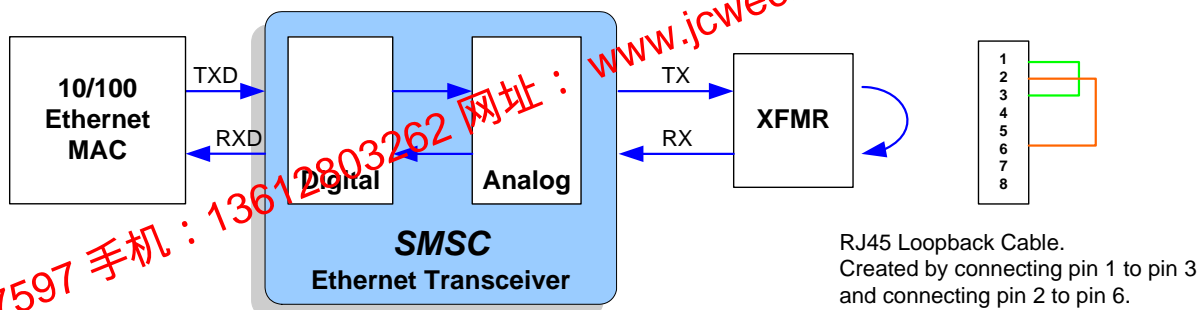 10/100
Ethernet
MAC
TXD
RXD
Digital
Analog
SMSC
Ethernet Transceiver
TX
RX
XFMR
1
2
3
4
5
6
7
8
RJ45 Loopback Cable.
Created by connecting pin 1 to pin 3
and connecting pin 2 to pin 6.
7597 手机：13612803262 网址：www.jcwec